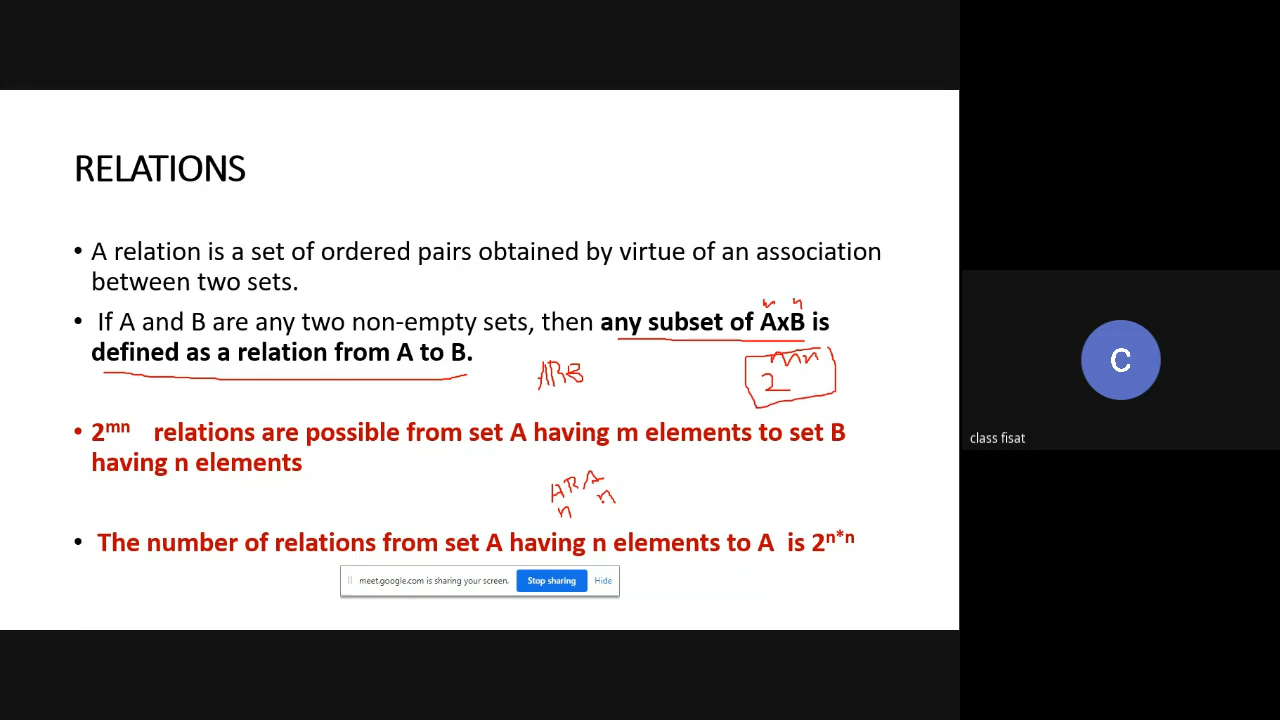 RELATIONS
• A relation is a set of ordered pairs obtained by virtue of an association
between two sets.
m n
• If A and B are any two non-empty sets, then any subset of AxB is
defined as a relation from A to B.
ARB
2^mn
• 2^mn relations are possible from set A having m elements to set B
having n elements
ARA
n n
• The number of relations from set A having n elements to A is 2^n*n
meet.google.com is sharing your screen. Stop sharing Hide
C
class fisat